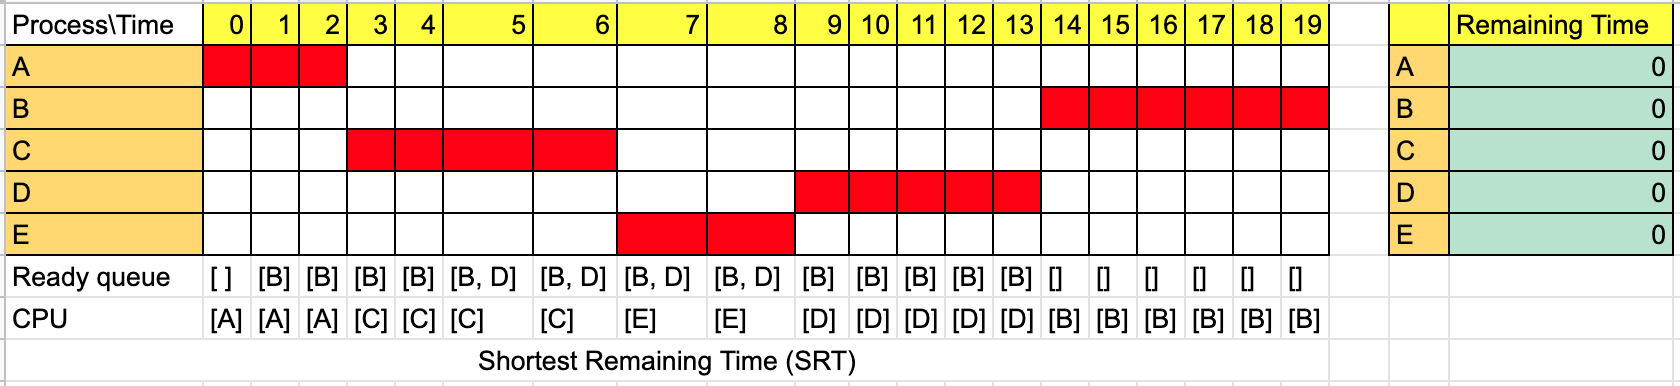 Process\Time 0 1 2 3 4 5 6 7 8 9 10 11 12 13 14 15 16 17 18 19 Remaining Time
A A 0
B B 0
C C 0
D D 0
E E 0
Ready queue [ ] [B] [B] [B] [B] [B, D] [B, D] [B, D] [B, D] [B] [B] [B] [B] [B] [] [] [] [] [] []
CPU [A] [A] [A] [C] [C] [C] [C] [E] [E] [D] [D] [D] [D] [D] [B] [B] [B] [B] [B] [B]
Shortest Remaining Time (SRT)